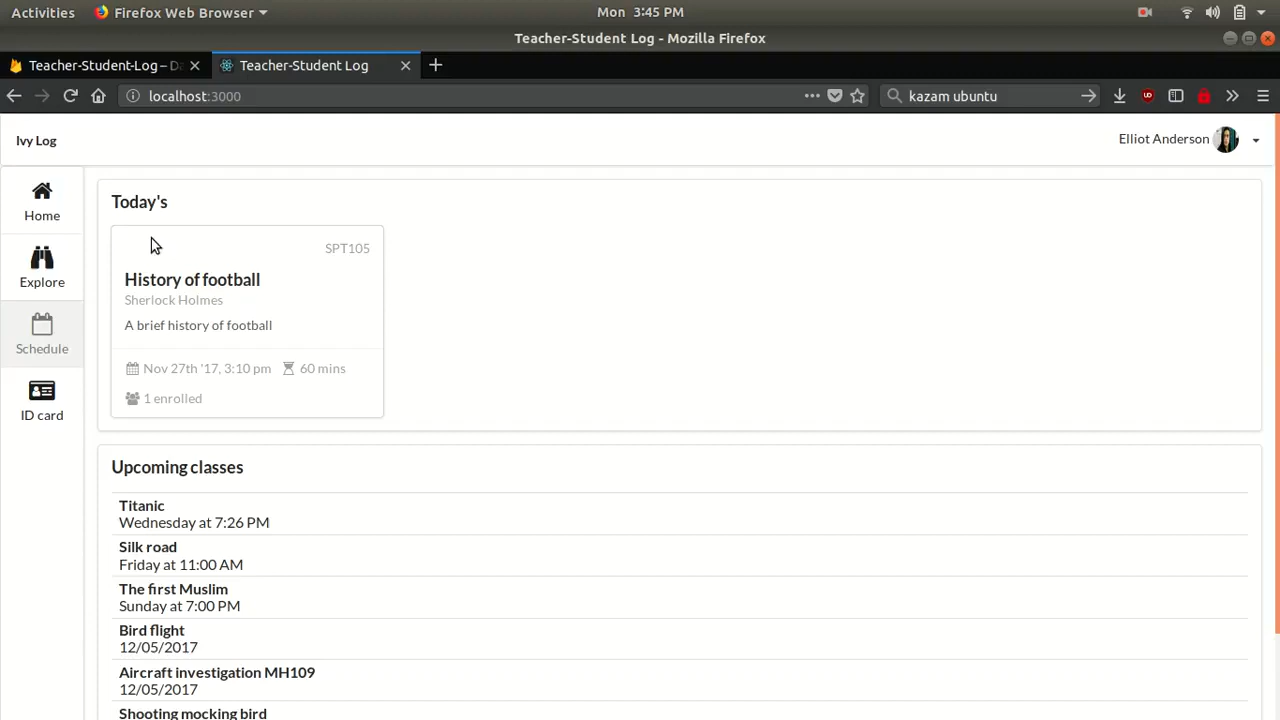 Activities Firefox Web Browser Mon 3:45 PM
Teacher-Student Log - Mozilla Firefox
Teacher-Student-Log – D Teacher-Student Log
localhost:3000 kazam ubuntu
Ivy Log Elliot Anderson
Home
Explore
Schedule
ID card
Today's
SPT105
History of football
Sherlock Holmes
A brief history of football
Nov 27th '17, 3:10 pm 60 mins
1 enrolled
Upcoming classes
Titanic
Wednesday at 7:26 PM
Silk road
Friday at 11:00 AM
The first Muslim
Sunday at 7:00 PM
Bird flight
12/05/2017
Aircraft investigation MH109
12/05/2017
Shooting mocking bird